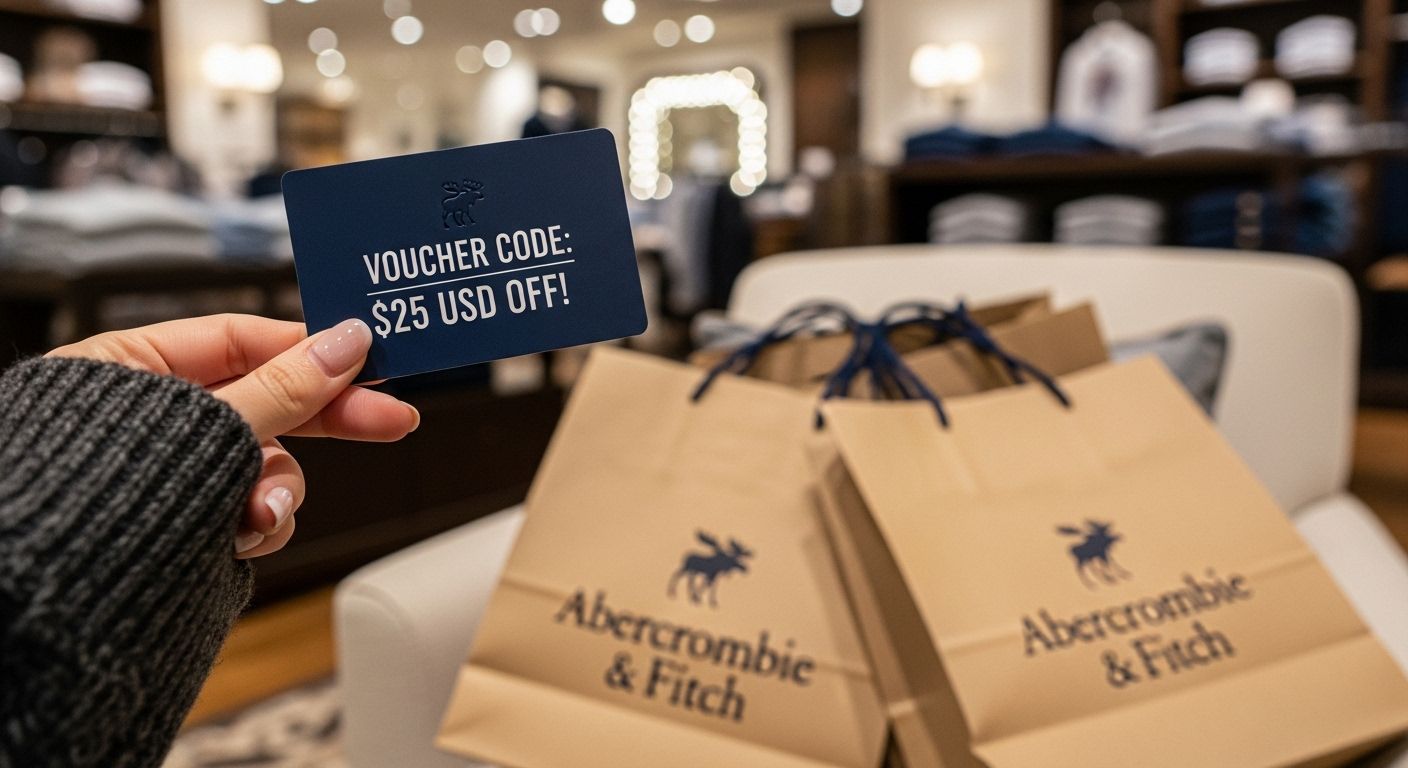 VOUCHER CODE:
$25 USD OFF!
Abercrombie
& Fitch
Abercrombie
& Fitch